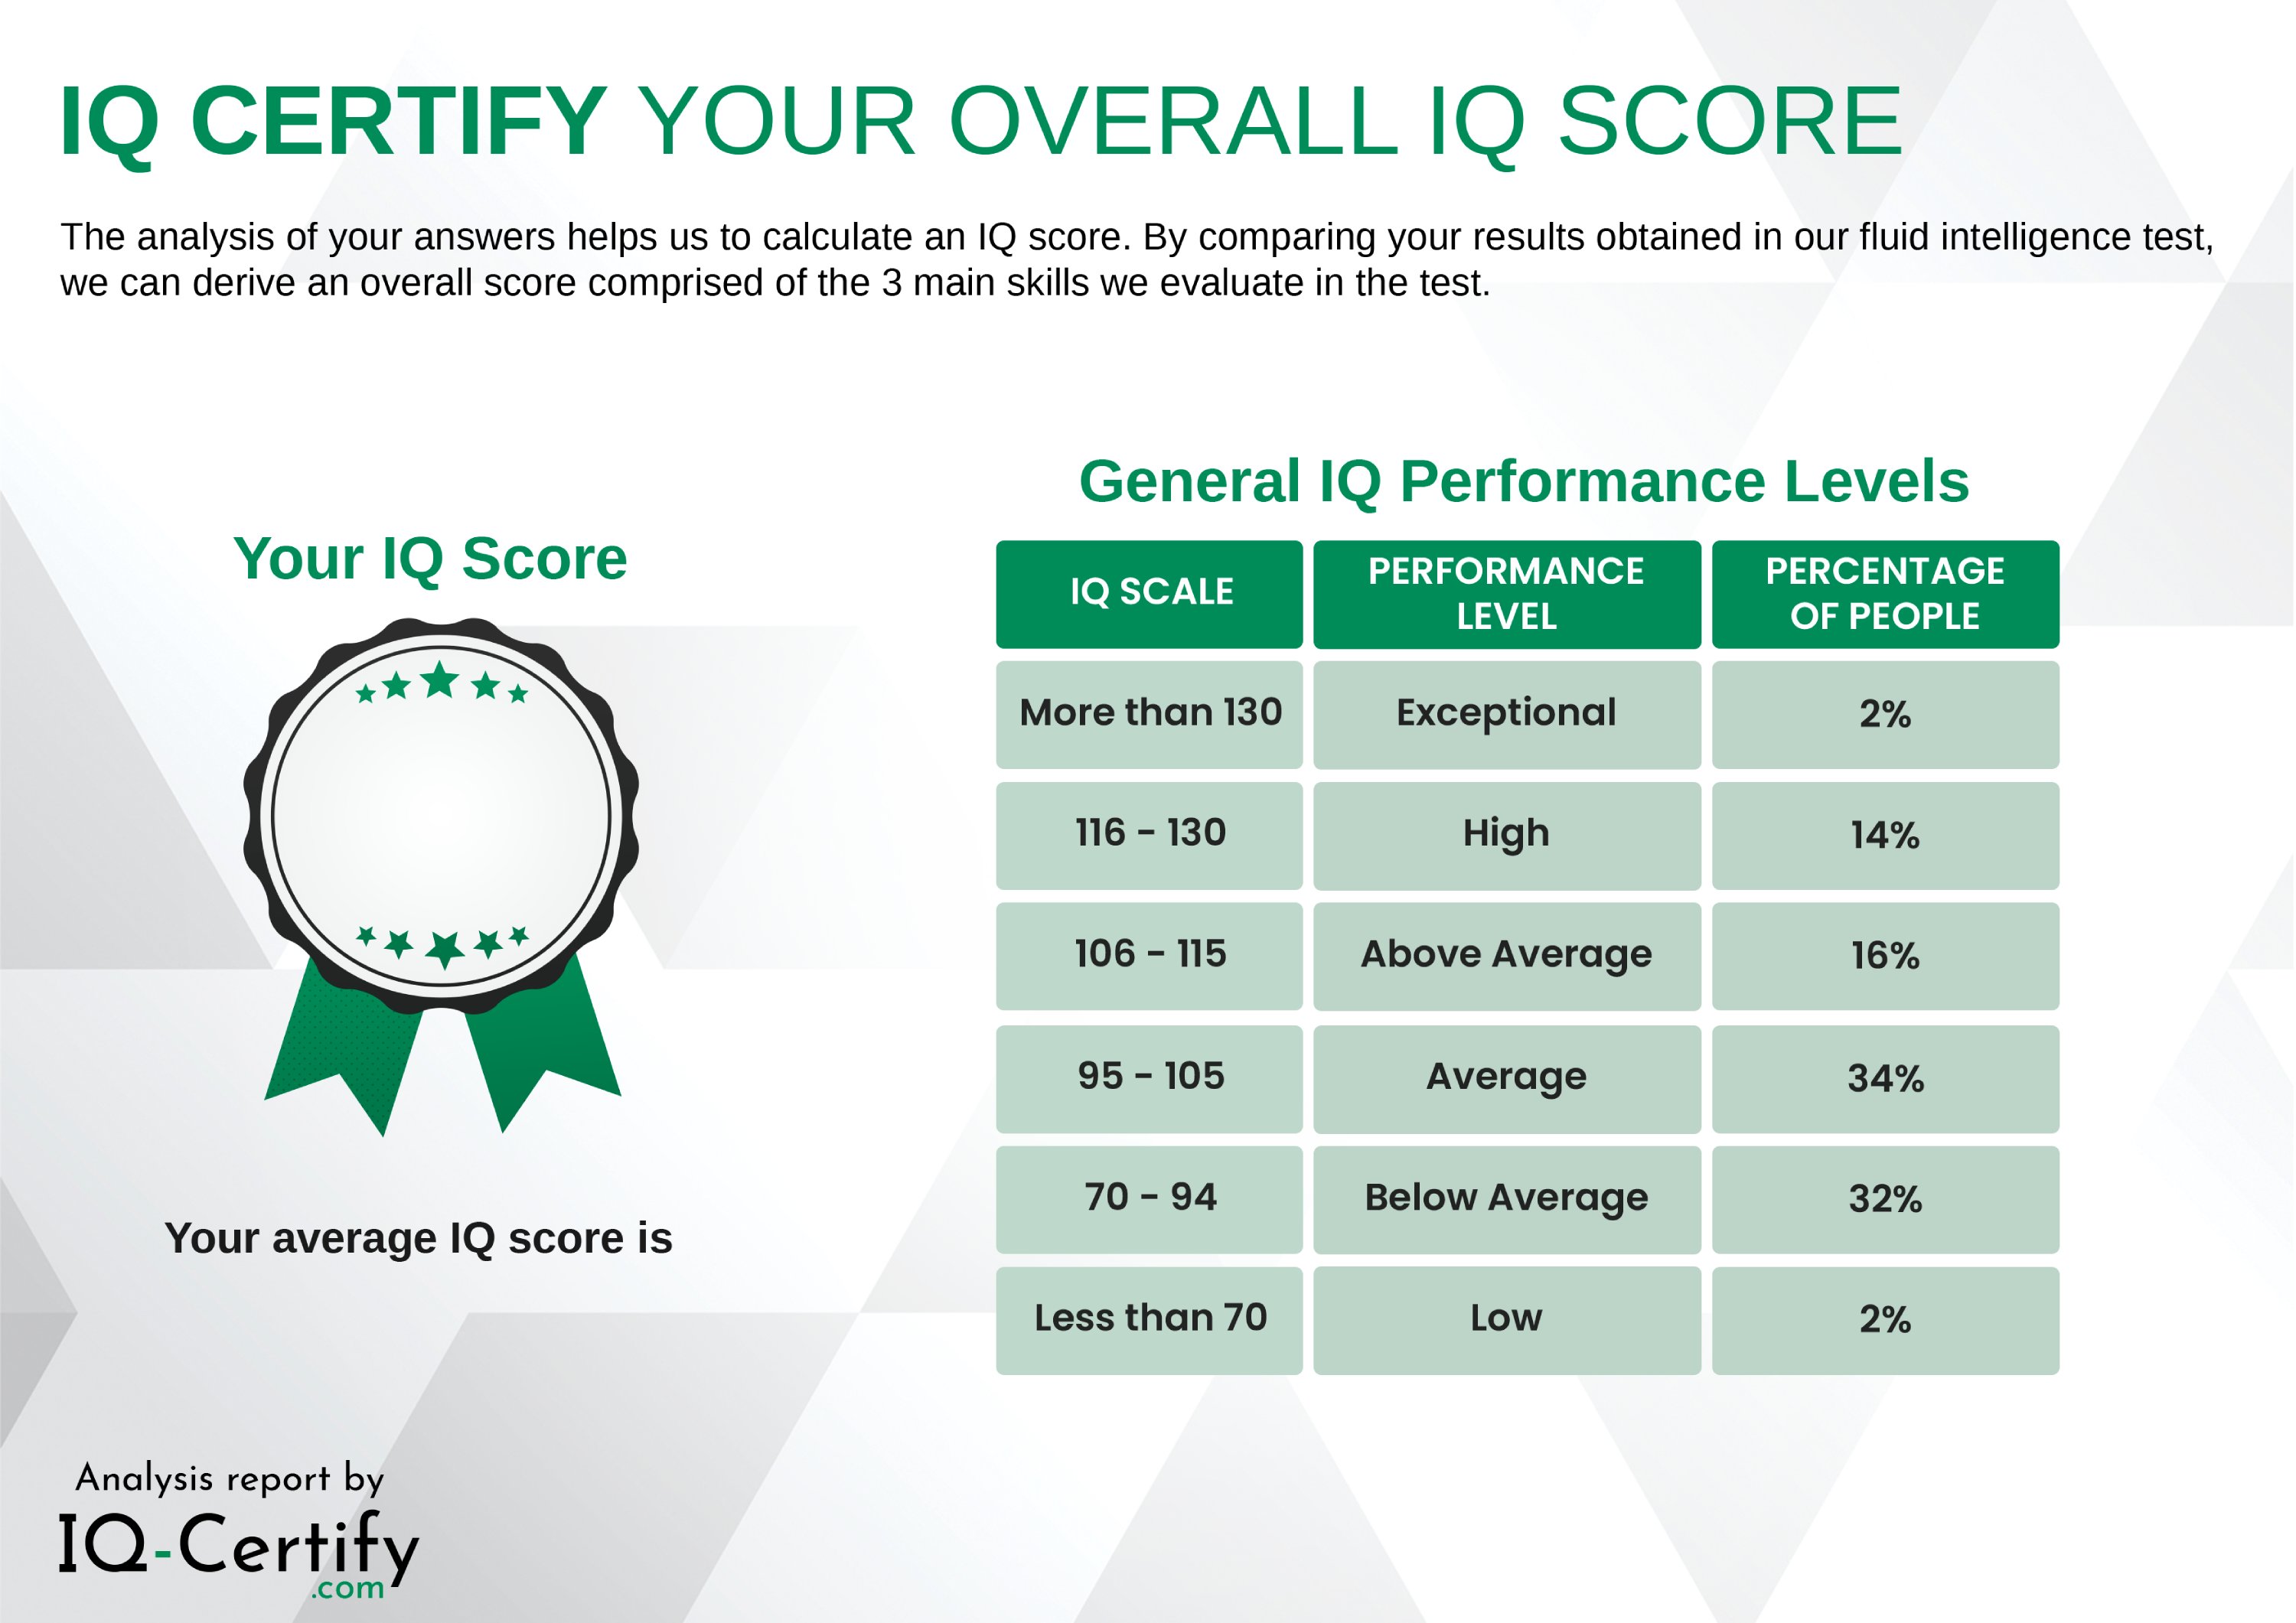 IQ CERTIFY YOUR OVERALL IQ SCORE
The analysis of your answers helps us to calculate an IQ score. By comparing your results obtained in our fluid intelligence test,
we can derive an overall score comprised of the 3 main skills we evaluate in the test.
Your IQ Score
Your average IQ score is
General IQ Performance Levels
IQ SCALE
PERFORMANCE
LEVEL
PERCENTAGE
OF PEOPLE
More than 130 Exceptional 2%
116 - 130 High 14%
106 - 115 Above Average 16%
95 - 105 Average 34%
70 - 94 Below Average 32%
Less than 70 Low 2%
Analysis report by
IQ-Certify
.com